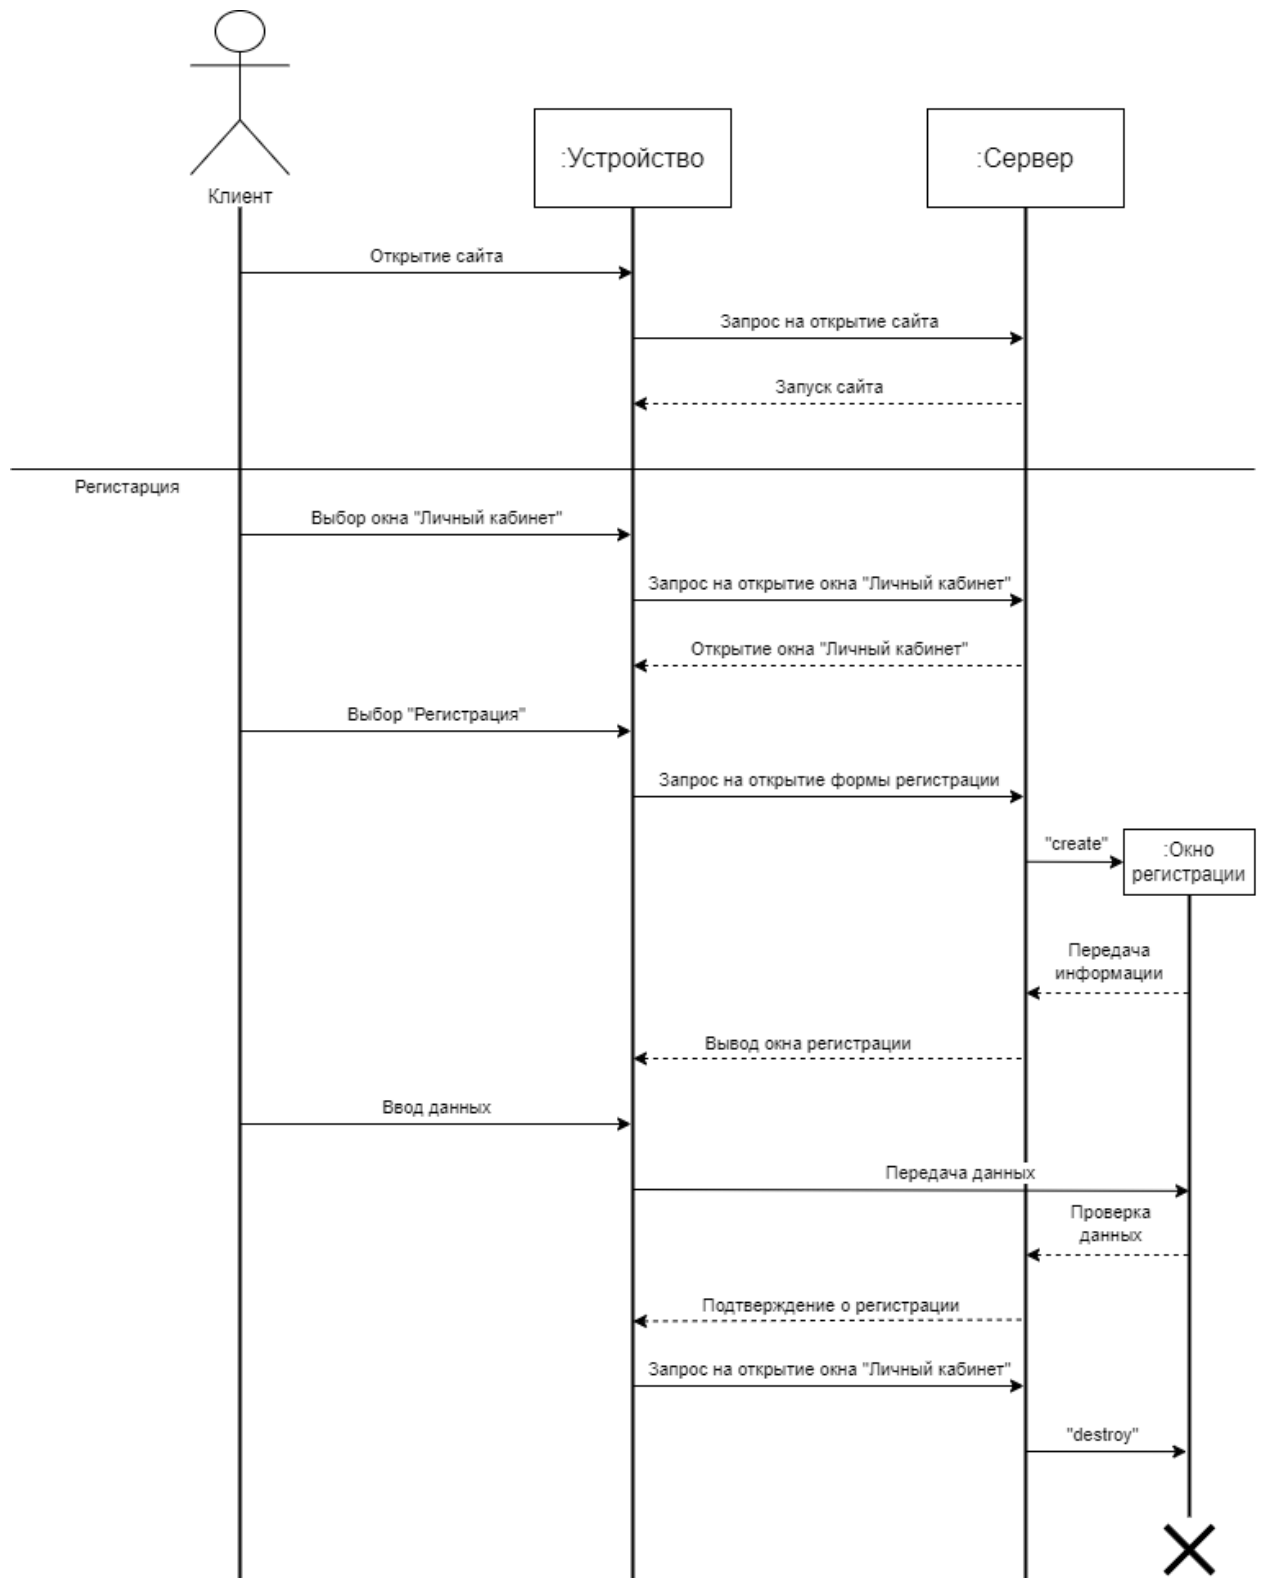 :Устройство
:Сервер
Клиент
Открытие сайта
Запрос на открытие сайта
Запуск сайта
Регистарция
Выбор окна "Личный кабинет"
Запрос на открытие окна "Личный кабинет"
Открытие окна "Личный кабинет"
Выбор "Регистрация"
Запрос на открытие формы регистрации
"create"
:Окно
регистрации
Передача
информации
Вывод окна регистрации
Ввод данных
Передача данных
Проверка
данных
Подтверждение о регистрации
Запрос на открытие окна "Личный кабинет"
"destroy"